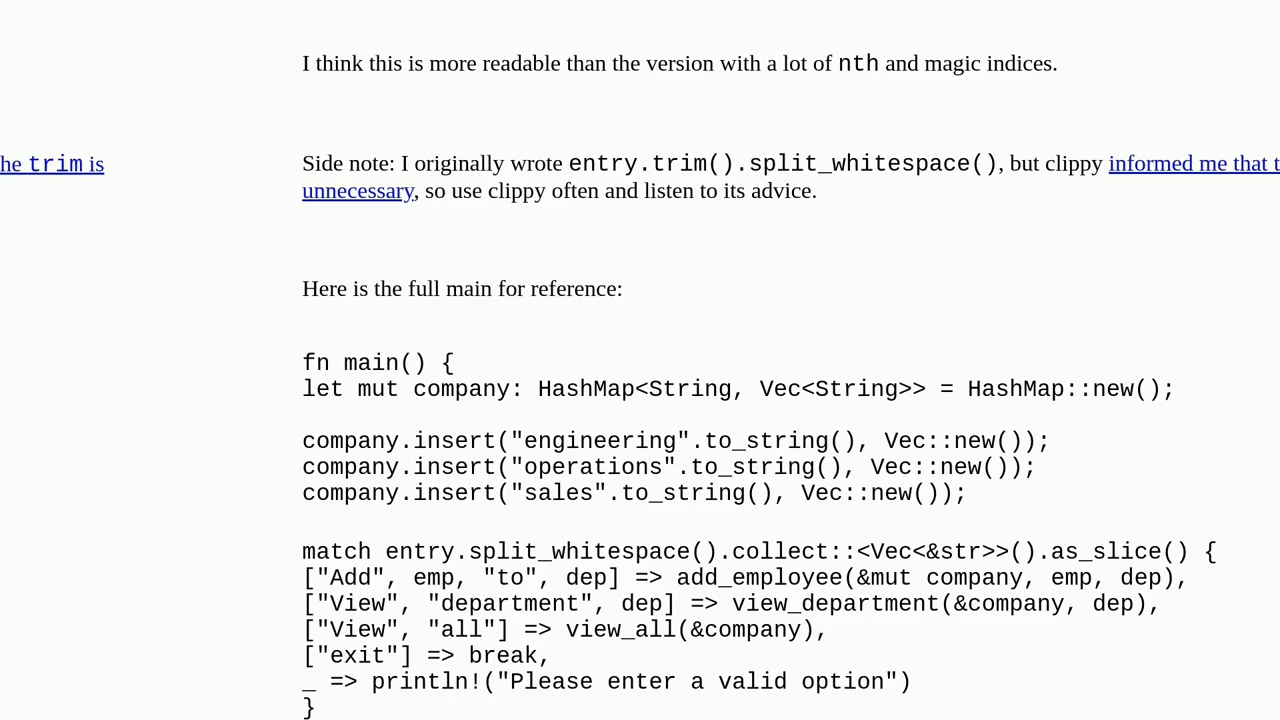 I think this is more readable than the version with a lot of nth and magic indices.
he trim is
Side note: I originally wrote entry.trim().split_whitespace(), but clippy informed me that t
unnecessary, so use clippy often and listen to its advice.
Here is the full main for reference:
fn main() {
let mut company: HashMap<String, Vec<String>> = HashMap::new();
company.insert("engineering".to_string(), Vec::new());
company.insert("operations".to_string(), Vec::new());
company.insert("sales".to_string(), Vec::new());
match entry.split_whitespace().collect::<Vec<&str>>().as_slice() {
["Add", emp, "to", dep] => add_employee(&mut company, emp, dep),
["View", "department", dep] => view_department(&company, dep),
["View", "all"] => view_all(&company),
["exit"] => break,
_ => println!("Please enter a valid option")
}